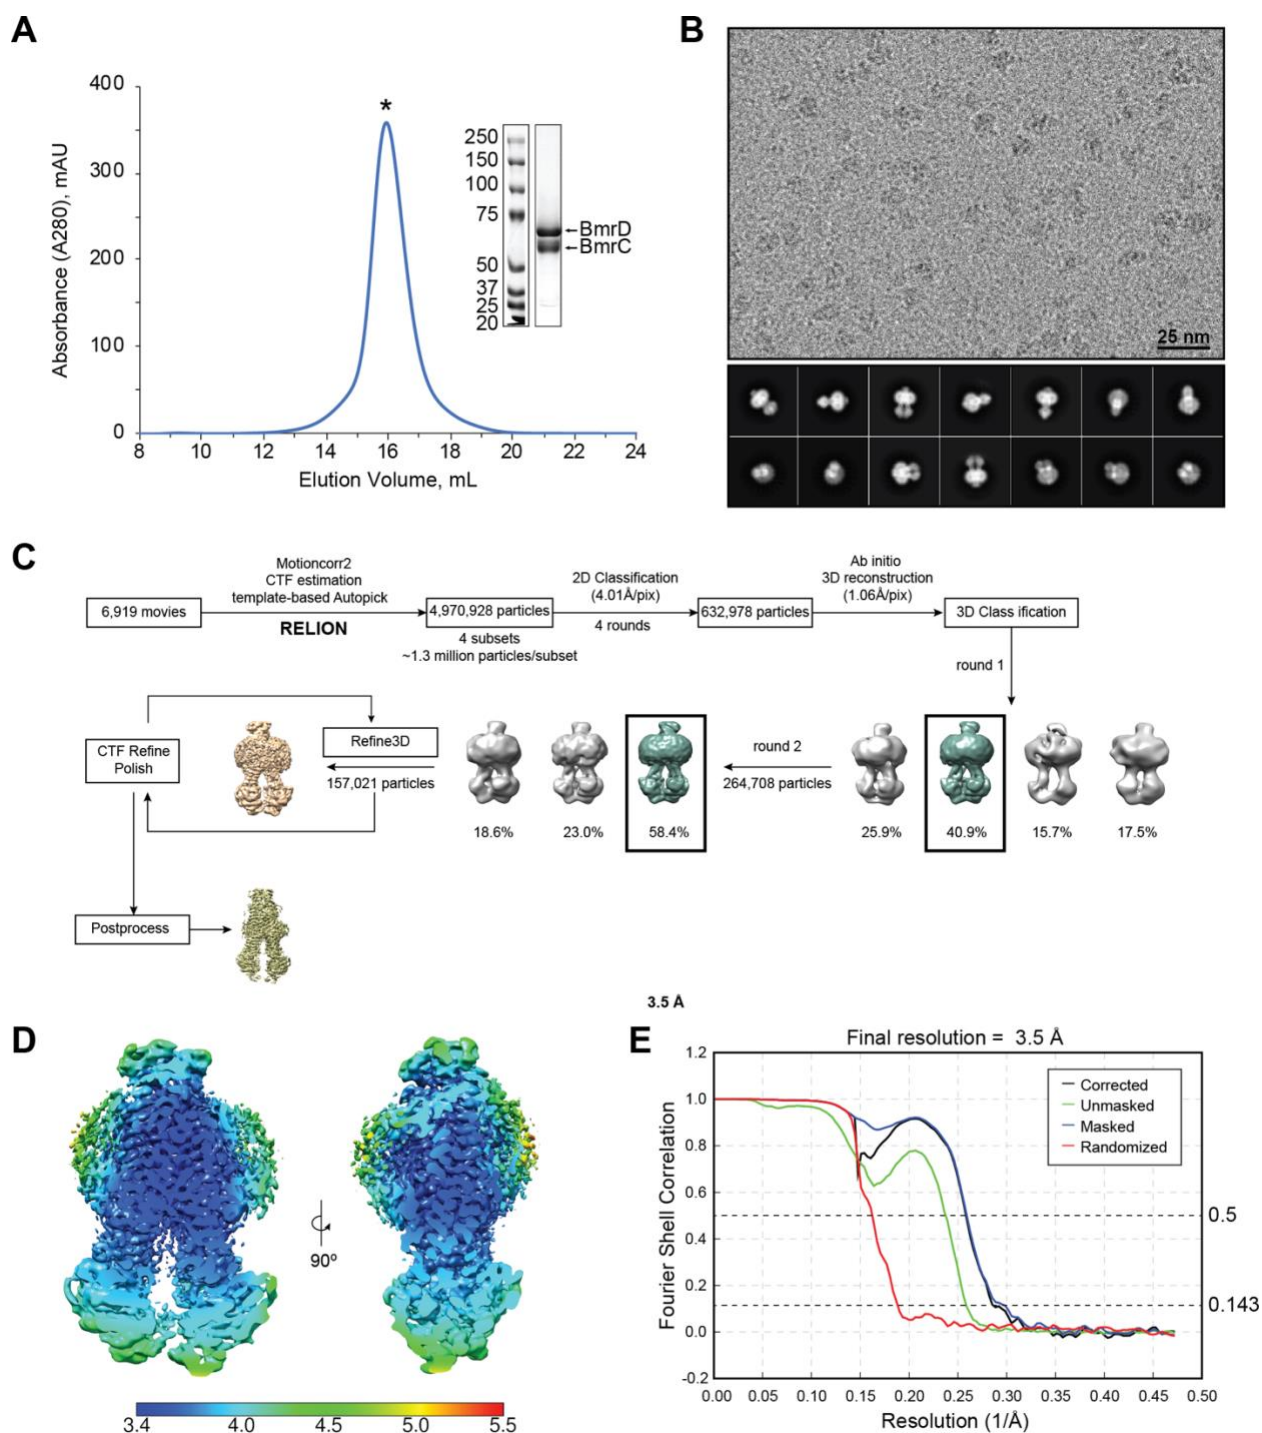 A
400
300
200
100
0
Absorbance (A280), mAU
*
8 10 12 14 16 18 20 22 24
Elution Volume, mL
250
150
100
75
50
37
25
20
←BmrD
←BmrC
B
25 nm
C
6,919 movies
Motioncorr2
CTF estimation
template-based Autopick
RELION
4,970,928 particles
4 subsets
~1.3 million particles/subset
2D Classification
(4.01Å/pix)
4 rounds
632,978 particles
Ab initio
3D reconstruction
(1.06Å/pix)
3D Class ification
round 1
25.9% 40.9% 15.7% 17.5%
round 2
264,708 particles
18.6% 23.0% 58.4%
Refine3D
157,021 particles
CTF Refine
Polish
Postprocess
3.5 Å
D
90º
3.4 4.0 4.5 5.0 5.5
E
Final resolution = 3.5 Å
Fourier Shell Correlation
1.2
1.0
0.8
0.6
0.4
0.2
0.0
-0.2
Corrected
Unmasked
Masked
Randomized
0.5
0.143
0.00 0.05 0.10 0.15 0.20 0.25 0.30 0.35 0.40 0.45 0.50
Resolution (1/Å)